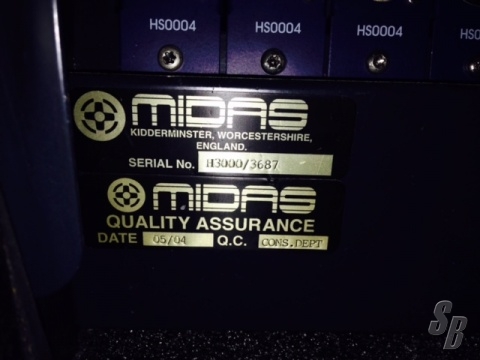 HS0004 HS0004 HS0004 HS0004
MIDAS
KIDDERMINSTER, WORCESTERSHIRE,
ENGLAND.
SERIAL No. H3000/3687
MIDAS
QUALITY ASSURANCE
DATE 05/04 Q.C. CONS.DEPT
SB